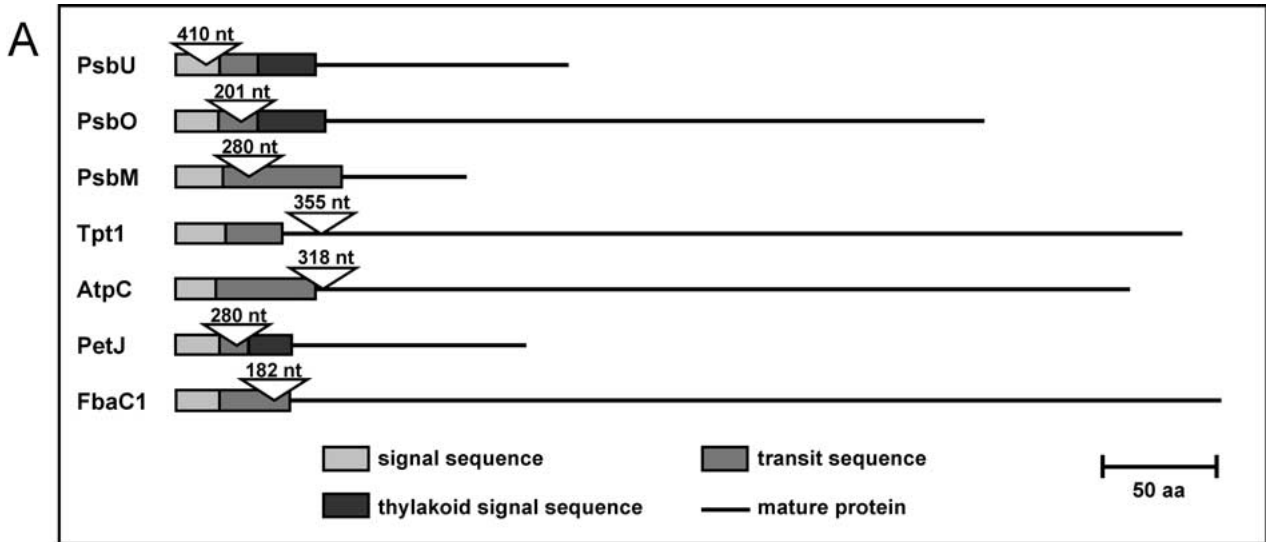 A
410 nt
PsbU
201 nt
PsbO
280 nt
PsbM
355 nt
Tpt1
318 nt
AtpC
280 nt
PetJ
182 nt
FbaC1
signal sequence
transit sequence
thylakoid signal sequence
mature protein
50 aa